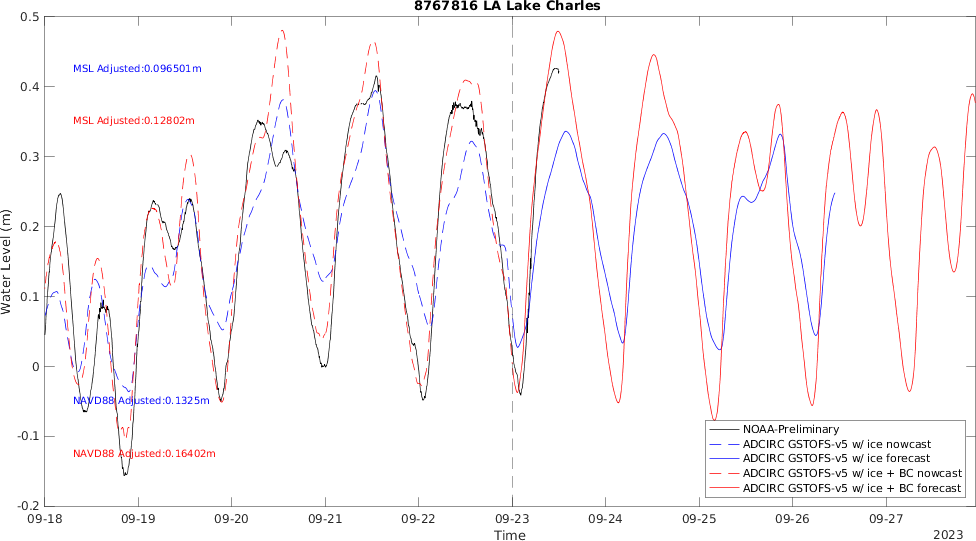 8767816 LA Lake Charles
0.5
MSL Adjusted:0.096501m
0.4
MSL Adjusted:0.12802m
0.3
0.2
Water Level (m)
0.1
0
NAVD88 Adjusted:0.1325m
-0.1
NAVD88 Adjusted:0.16402m
NOAA-Preliminary
ADCIRC GSTOFS-v5 w/ ice nowcast
ADCIRC GSTOFS-v5 w/ ice forecast
ADCIRC GSTOFS-v5 w/ ice + BC nowcast
ADCIRC GSTOFS-v5 w/ ice + BC forecast
-0.2
09-18 09-19 09-20 09-21 09-22 09-23 09-24 09-25 09-26 09-27
Time
2023